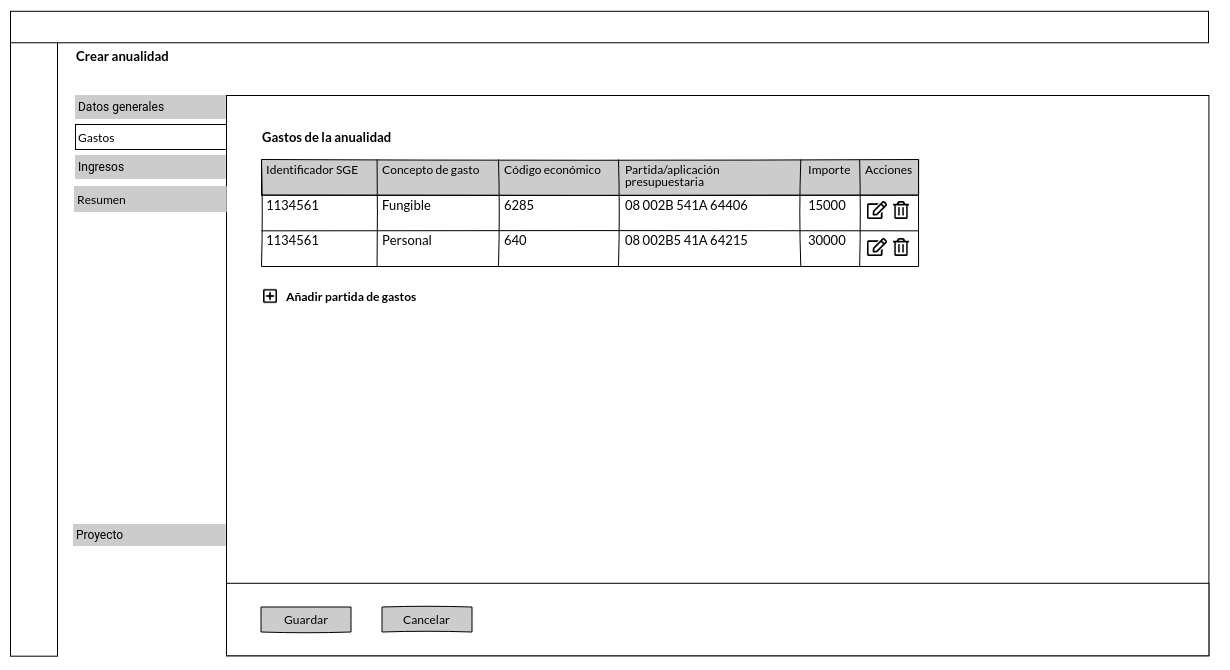 Crear anualidad
Datos generales
Gastos
Ingresos
Resumen
Proyecto
Gastos de la anualidad
Identificador SGE Concepto de gasto Código económico Partida/aplicación presupuestaria Importe Acciones
1134561 Fungible 6285 08 002B 541A 64406 15000
1134561 Personal 640 08 002B5 41A 64215 30000
Añadir partida de gastos
Guardar Cancelar